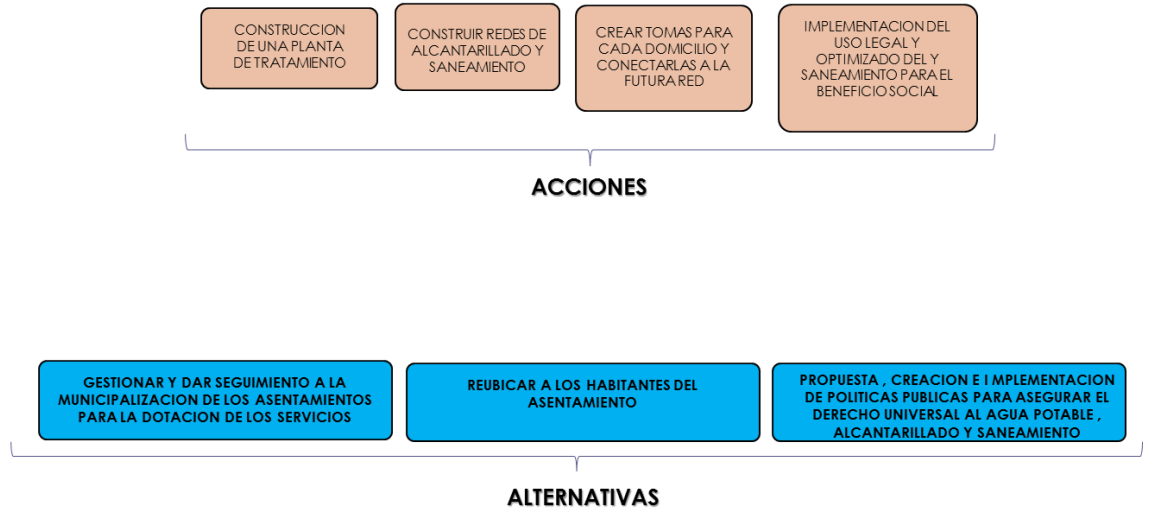 CONSTRUCCION
DE UNA PLANTA
DE TRATAMIENTO
CONSTRUIR REDES DE
ALCANTARILLADO Y
SANEAMIENTO
CREAR TOMAS PARA
CADA DOMICILIO Y
CONECTARLAS A LA
FUTURA RED
IMPLEMENTACION DEL
USO LEGAL Y
OPTIMIZADO DEL Y
SANEAMIENTO PARA EL
BENEFICIO SOCIAL
ACCIONES
GESTIONAR Y DAR SEGUIMIENTO A LA
MUNICIPALIZACION DE LOS ASENTAMIENTOS
PARA LA DOTACION DE LOS SERVICIOS
REUBICAR A LOS HABITANTES DEL
ASENTAMIENTO
PROPUESTA , CREACION E I MPLEMENTACION
DE POLITICAS PUBLICAS PARA ASEGURAR EL
DERECHO UNIVERSAL AL AGUA POTABLE ,
ALCANTARILLADO Y SANEAMIENTO
ALTERNATIVAS